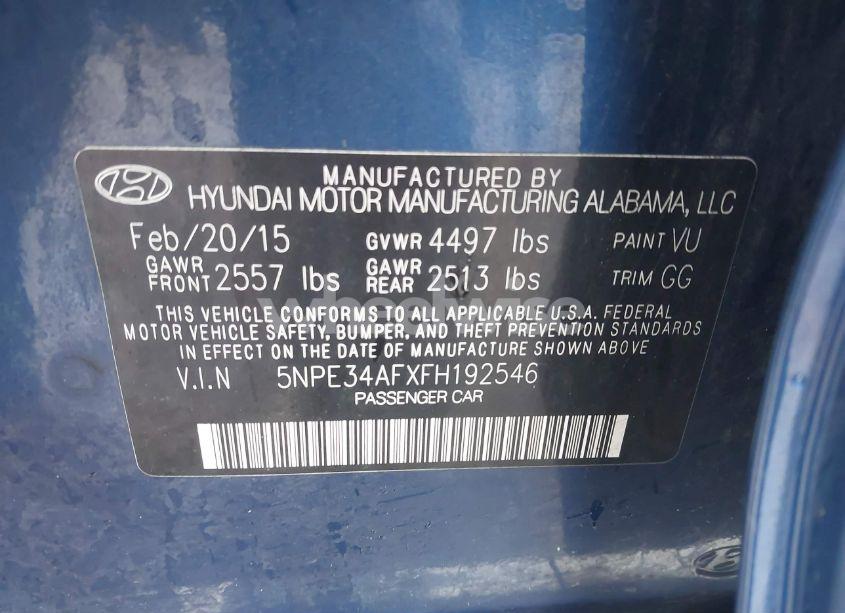 MANUFACTURED BY
HYUNDAI MOTOR MANUFACTURING ALABAMA, LLC
Feb/20/15 GVWR 4497 lbs PAINT VU
GAWR FRONT 2557 lbs GAWR REAR 2513 lbs TRIM GG
THIS VEHICLE CONFORMS TO ALL APPLICABLE U.S.A. FEDERAL
MOTOR VEHICLE SAFETY, BUMPER, AND THEFT PREVENTION STANDARDS
IN EFFECT ON THE DATE OF MANUFACTURE SHOWN ABOVE.
V.I.N 5NPE34AFXFH192546
PASSENGER CAR